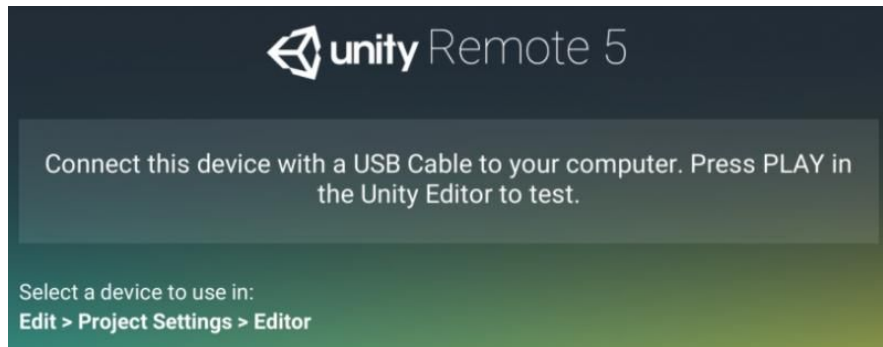 unity Remote 5
Connect this device with a USB Cable to your computer. Press PLAY in
the Unity Editor to test.
Select a device to use in:
Edit > Project Settings > Editor